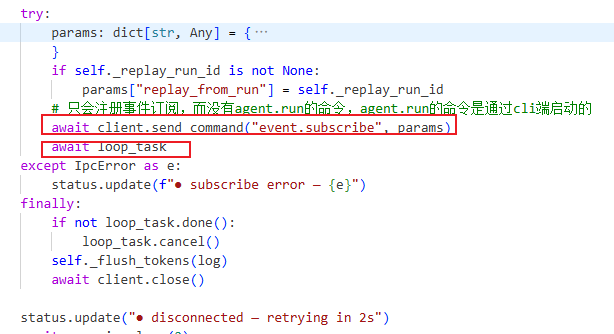 try:
params: dict[str, Any] = {…
}
if self._replay_run_id is not None:
params["replay_from_run"] = self._replay_run_id
# 只会注册事件订阅，而没有agent.run的命令，agent.run的命令是通过cli端启动的
await client.send_command("event.subscribe", params)
await loop_task
except IpcError as e:
status.update(f"● subscribe error — {e}")
finally:
if not loop_task.done():
loop_task.cancel()
self._flush_tokens(log)
await client.close()
status.update("● disconnected — retrying in 2s")